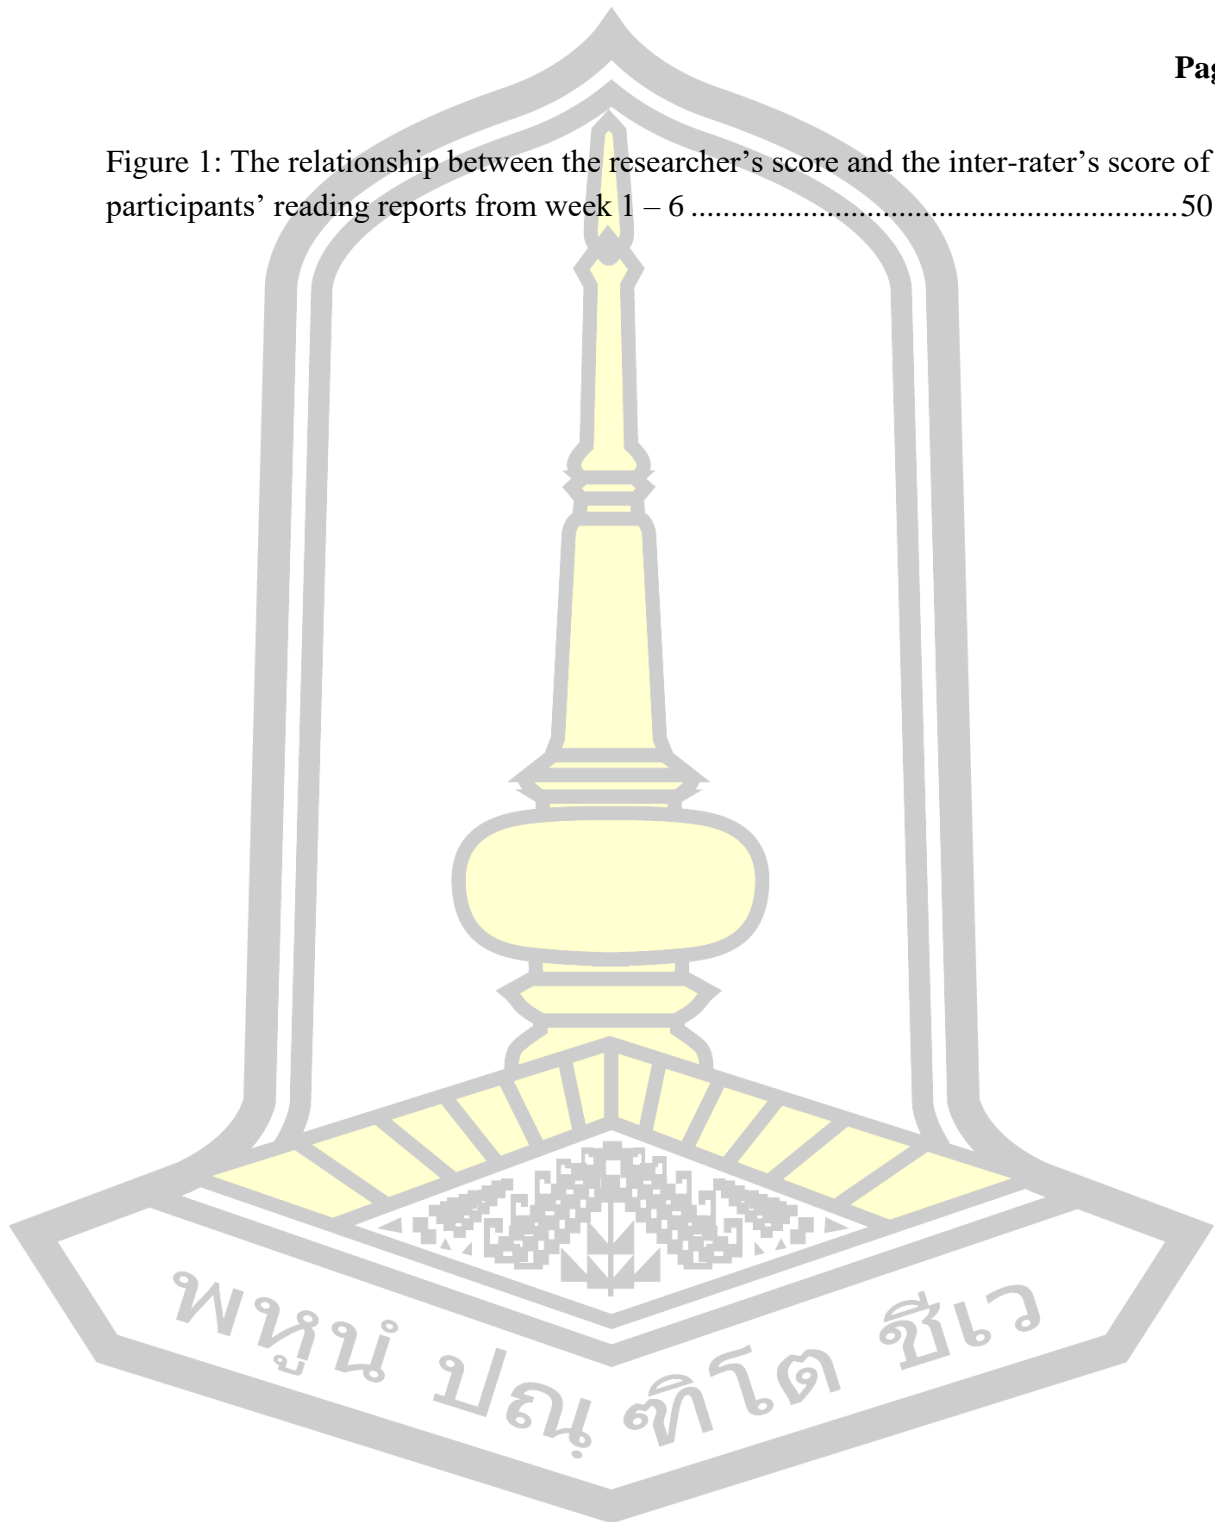 Pag
Figure 1: The relationship between the researcher’s score and the inter-rater’s score of
participants’ reading reports from week 1 – 6 ............................................................50
พหูนํ ปณฺฑิโต ชีเว